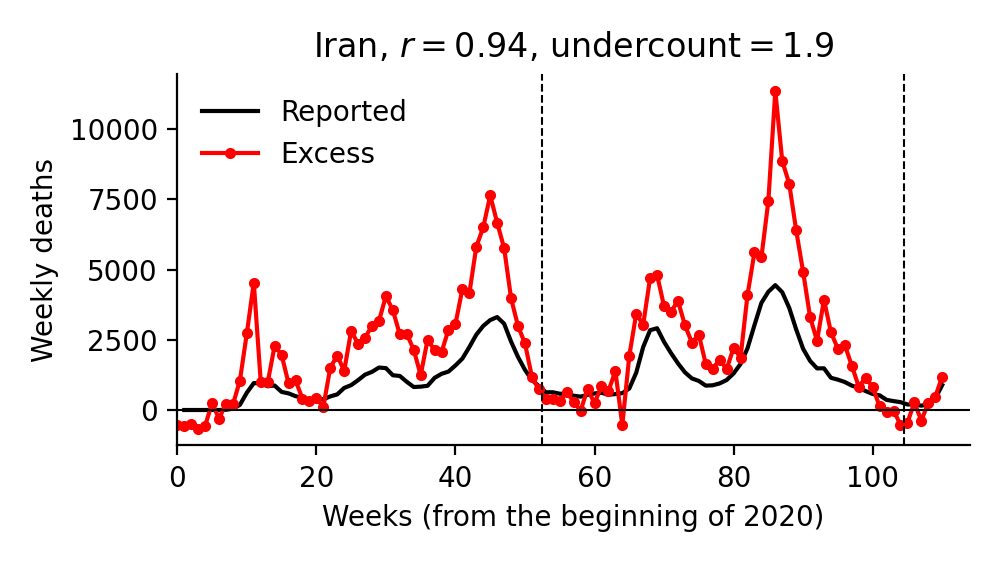 Iran, r = 0.94, undercount = 1.9
Reported
Excess
Weekly deaths
10000
7500
5000
2500
0
0 20 40 60 80 100
Weeks (from the beginning of 2020)